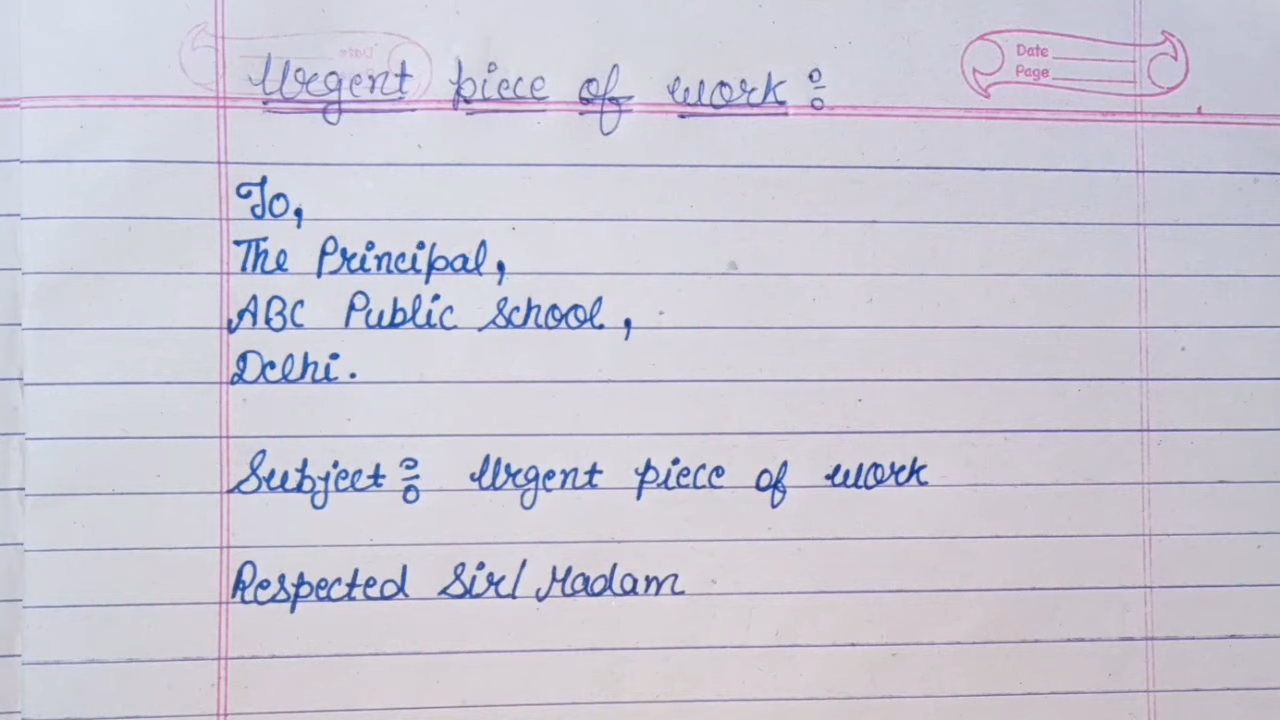 Urgent piece of work :
Date
Page
To,
The Principal,
ABC Public School,
Delhi.
Subject : Urgent piece of work
Respected Sir/Madam